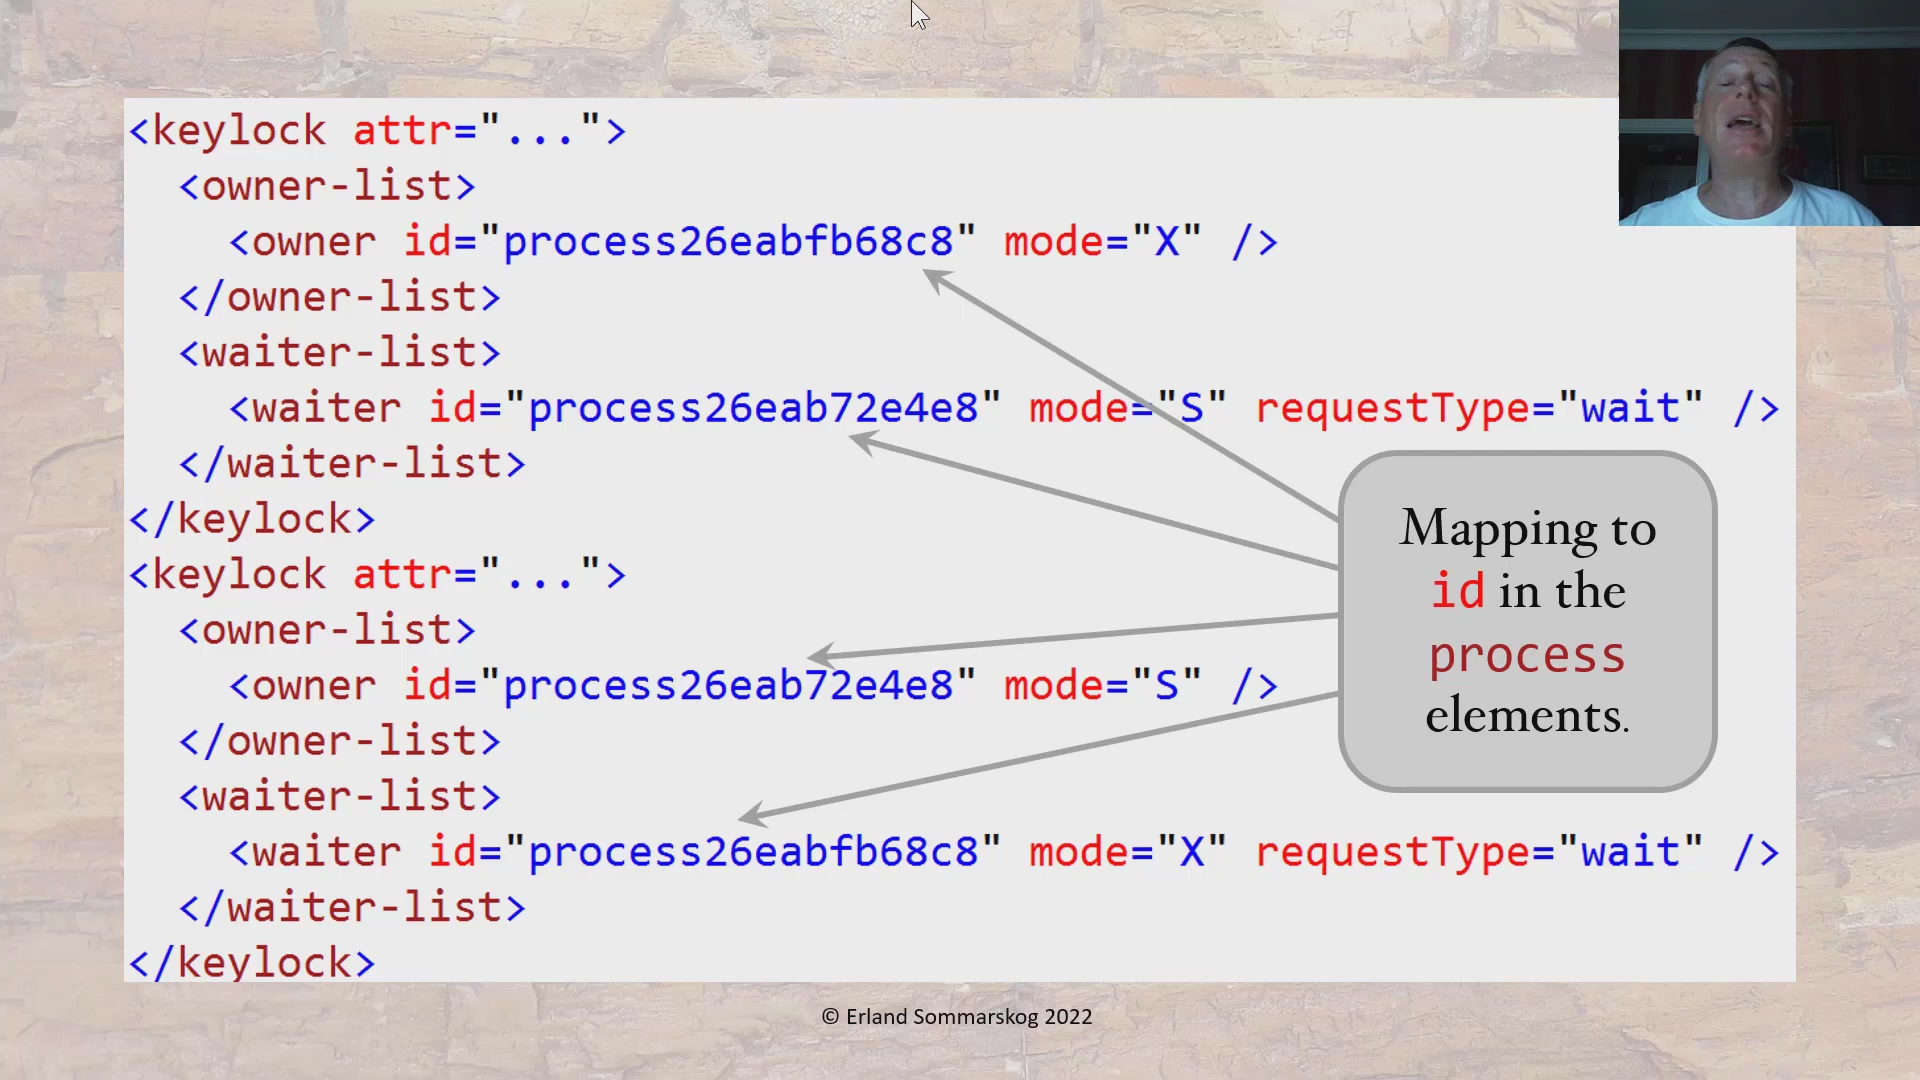 <keylock attr="...">
<owner-list>
<owner id="process26eabfb68c8" mode="X" />
</owner-list>
<waiter-list>
<waiter id="process26eab72e4e8" mode="S" requestType="wait" />
</waiter-list>
</keylock>
<keylock attr="...">
<owner-list>
<owner id="process26eab72e4e8" mode="S" />
</owner-list>
<waiter-list>
<waiter id="process26eabfb68c8" mode="X" requestType="wait" />
</waiter-list>
</keylock>
Mapping to
id in the
process
elements.
© Erland Sommarskog 2022